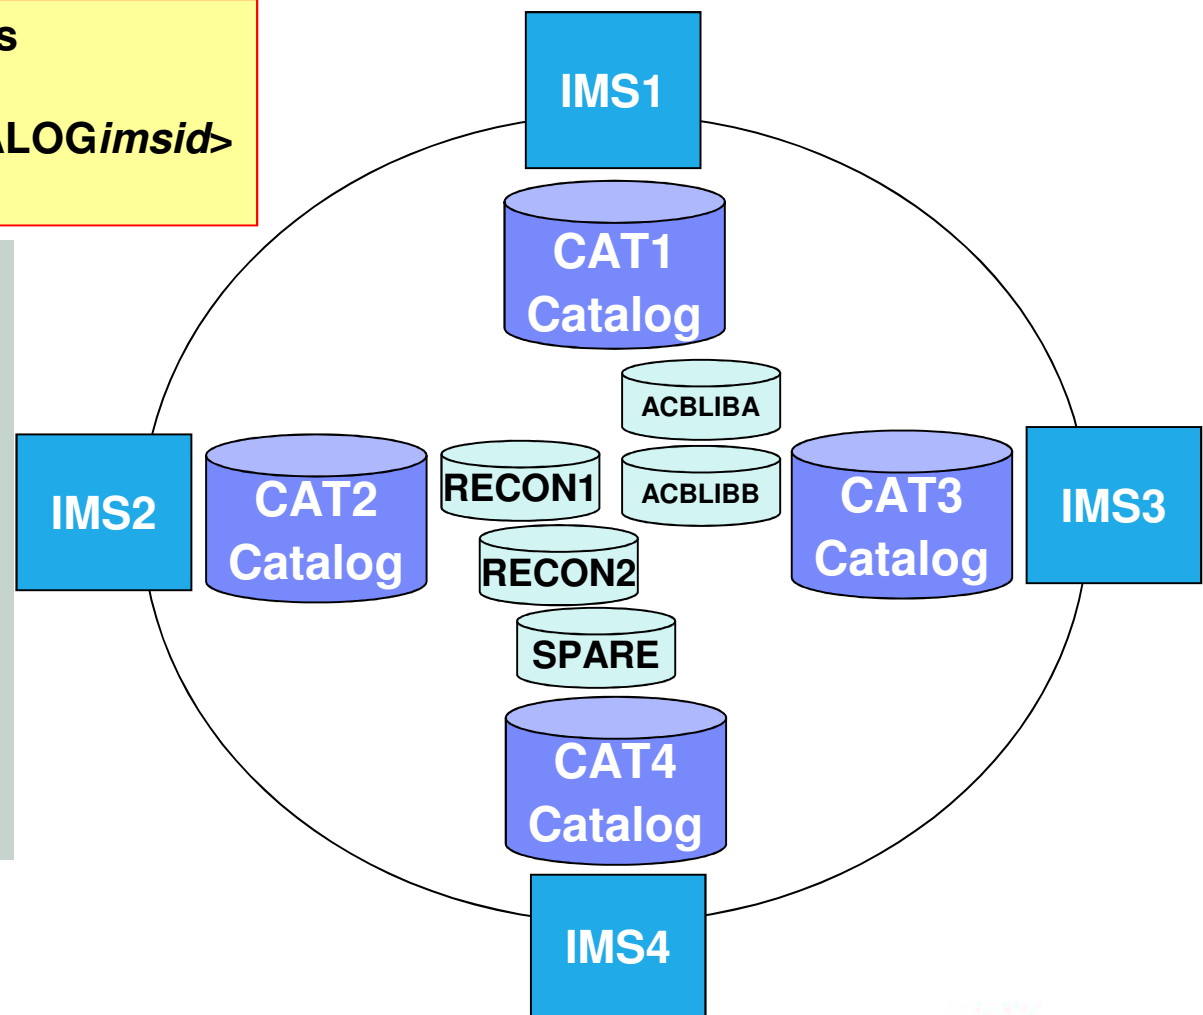 s
ALOGimsid>
IMS1
CAT1
Catalog
ACBLIBA
ACBLIBB
RECON1
RECON2
SPARE
IMS2
CAT2
Catalog
CAT3
Catalog
IMS3
CAT4
Catalog
IMS4